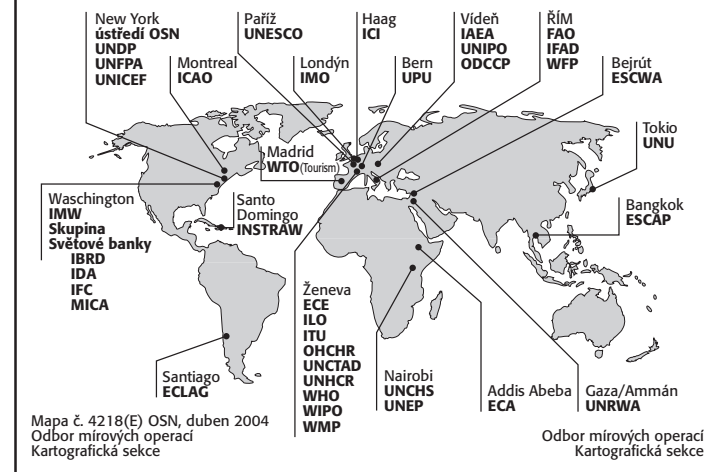 New York
ústředí OSN
UNDP
UNFPA
UNICEF
Montreal
ICAO
Paříž
UNESCO
Londýn
IMO
Haag
ICI
Bern
UPU
Vídeň
IAEA
UNIPO
ODCCP
ŘÍM
FAO
IFAD
WFP
Bejrút
ESCWA
Tokio
UNU
Madrid
WTO(Tourism)
Waschington
IMW
Skupina
Světové banky
IBRD
IDA
IFC
MICA
Santo
Domingo
INSTRAW
Bangkok
ESCAP
Ženeva
ECE
ILO
ITU
OHCHR
UNCTAD
UNHCR
WHO
WIPO
WMP
Santiago
ECLAG
Nairobi
UNCHS
UNEP
Addis Abeba
ECA
Gaza/Ammán
UNRWA
Mapa č. 4218(E) OSN, duben 2004
Odbor mírových operací
Kartografická sekce
Odbor mírových operací
Kartografická sekce